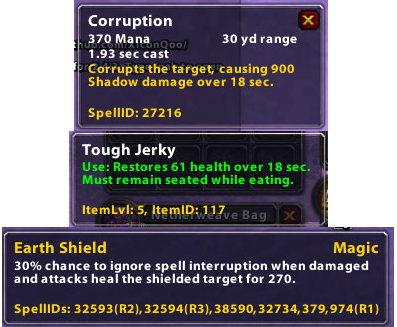 Corruption
370 Mana 30 yd range
1.93 sec cast
Corrupts the target, causing 900
Shadow damage over 18 sec.
SpellID: 27216
Tough Jerky
Use: Restores 61 health over 18 sec.
Must remain seated while eating.
ItemLvl: 5, ItemID: 117
Netherweave Bag
Earth Shield Magic
30% chance to ignore spell interruption when damaged
and attacks heal the shielded target for 270.
SpellIDs: 32593(R2),32594(R3),38590,32734,379,974(R1)